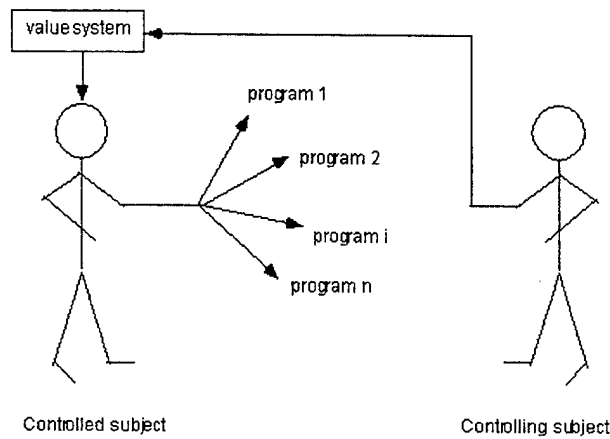 value system
program 1
program 2
program i
program n
Controlled subject
Controlling subject